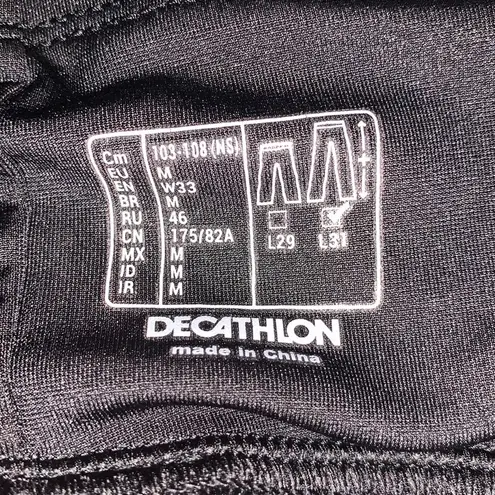 Cm 103-108 (NS)
EU M
EN W33
BR M
RU 46
CN 175/82A
MX M
ID M
IR M
L29 L31
DECATHLON
made in China